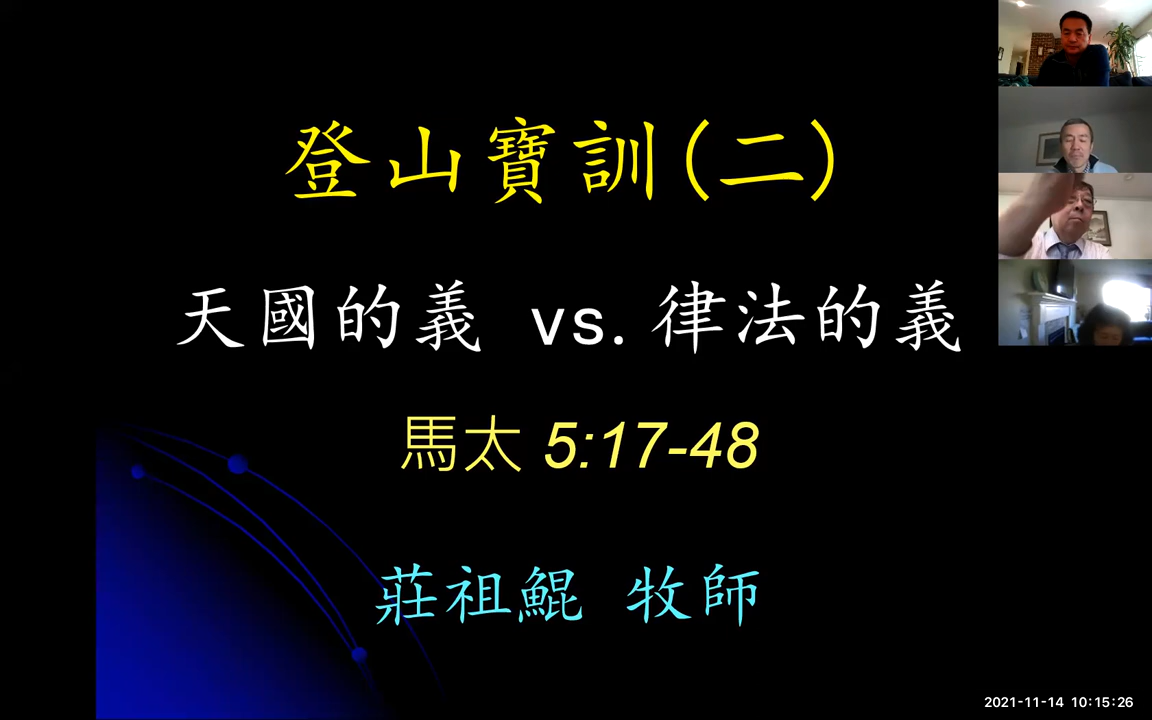 登山寶訓(二)
天國的義 vs. 律法的義
馬太 5:17-48
莊祖鯤 牧師
2021-11-14 10:15:26